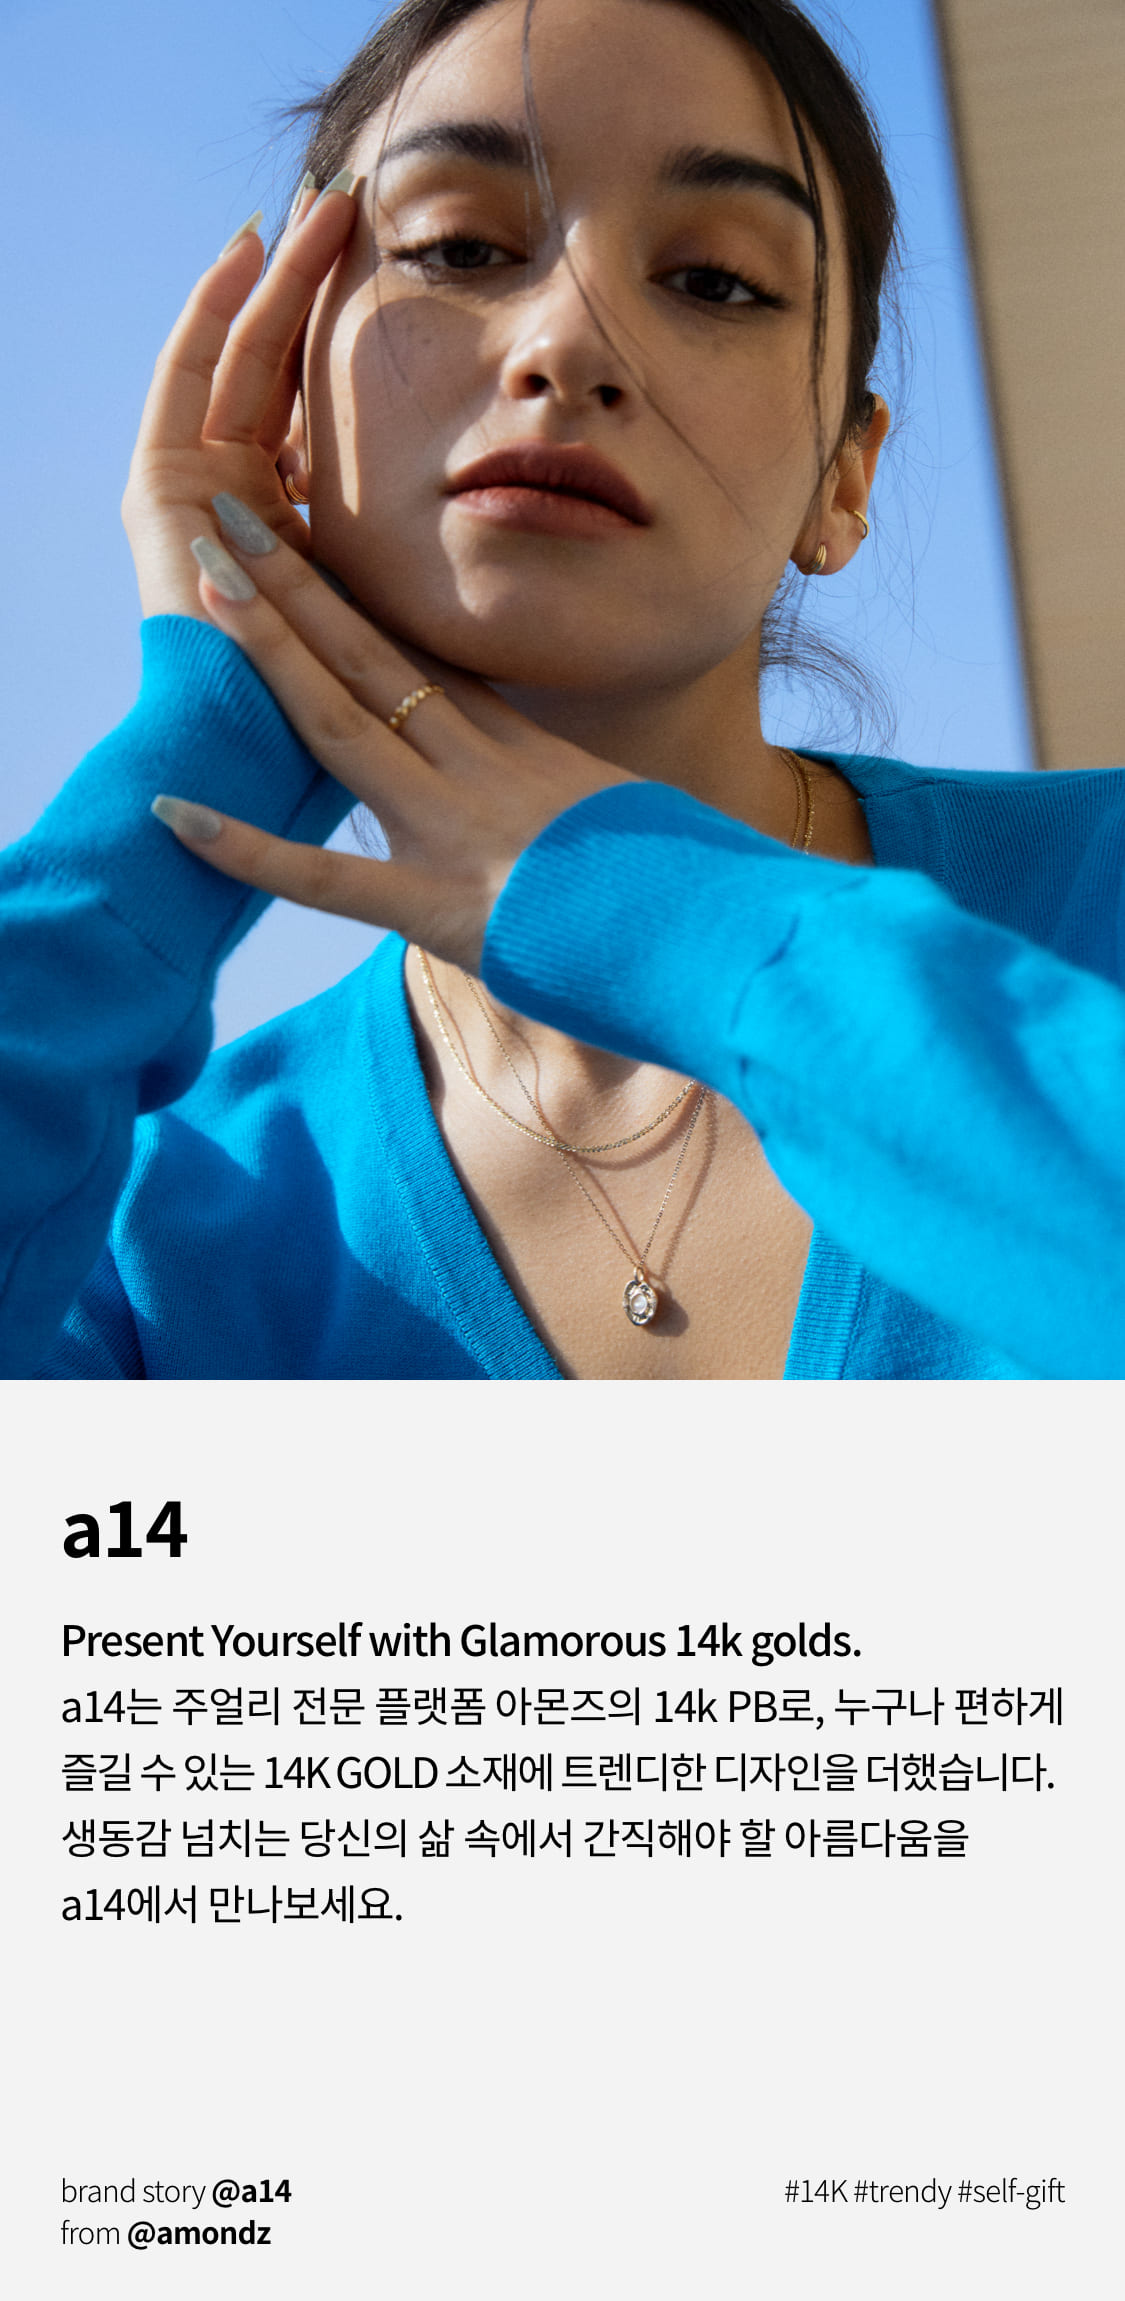 a14
Present Yourself with Glamorous 14k golds.
a14는 주얼리 전문 플랫폼 아몬즈의 14k PB로, 누구나 편하게
즐길 수 있는 14K GOLD 소재에 트렌디한 디자인을 더했습니다.
생동감 넘치는 당신의 삶 속에서 간직해야 할 아름다움을
a14에서 만나보세요.
brand story @a14
from @amondz
#14K #trendy #self-gift